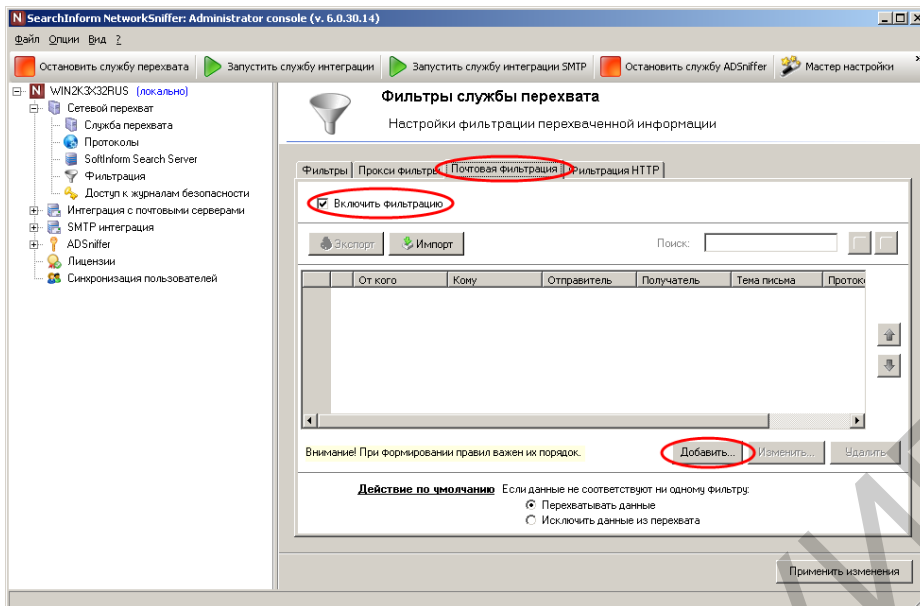 SearchInform NetworkSniffer: Administrator console (v. 6.0.30.14)
Файл Опции Вид ?
Остановить службу перехвата Запустить службу интеграции Запустить службу интеграции SMTP Остановить службу ADSniffer Мастер настройки
WIN2K3X32RUS (локально)
Сетевой перехват
Служба перехвата
Протоколы
SoftInform Search Server
Фильтрация
Доступ к журналам безопасности
Интеграция с почтовыми серверами
SMTP интеграция
ADSniffer
Лицензии
Синхронизация пользователей
Фильтры службы перехвата
Настройки фильтрации перехваченной информации
Фильтры Прокси фильтры Почтовая фильтрация Фильтрация HTTP
Включить фильтрацию
Экспорт Импорт Поиск:
От кого Кому Отправитель Получатель Тема письма Протоко
Внимание! При формировании правил важен их порядок. Добавить... Изменить... Удалить
Действие по умолчанию Если данные не соответствуют ни одному фильтру:
Перехватывать данные
Исключить данные из перехвата
Применить изменения